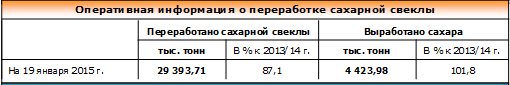 Оперативная информация о переработке сахарной свеклы
Переработано сахарной свеклы Выработано сахара
тыс. тонн В % к 2013/14 г. тыс. тонн В % к 2013/14 г.
На 19 января 2015 г. 29 393,71 87,1 4 423,98 101,8